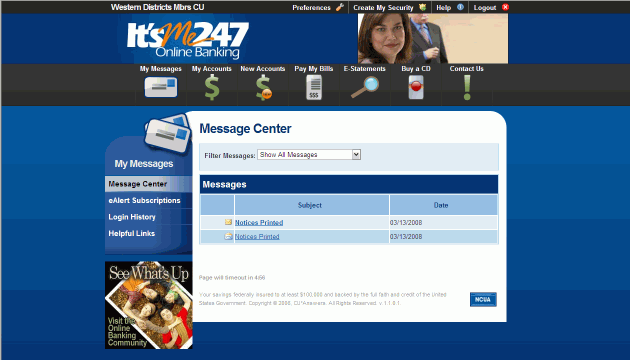 Western Districts Mbrs CU
Preferences Create My Security Help Logout
It's Me 247
Online Banking
My Messages My Accounts New Accounts Pay My Bills E-Statements Buy a CD Contact Us
$$$
Message Center
My Messages
Message Center
eAlert Subscriptions
Login History
Helpful Links
Filter Messages: Show All Messages
Messages
Subject Date
Notices Printed 03/13/2008
Notices Printed 03/13/2008
Page will timeout in 4:56
Your savings federally insured to at least $100,000 and backed by the full faith and credit of the United
States Government. Copyright © 2008, CU*Answers. All Rights Reserved.
NCUA
See What's Up
Visit the
Online
Banking
Community